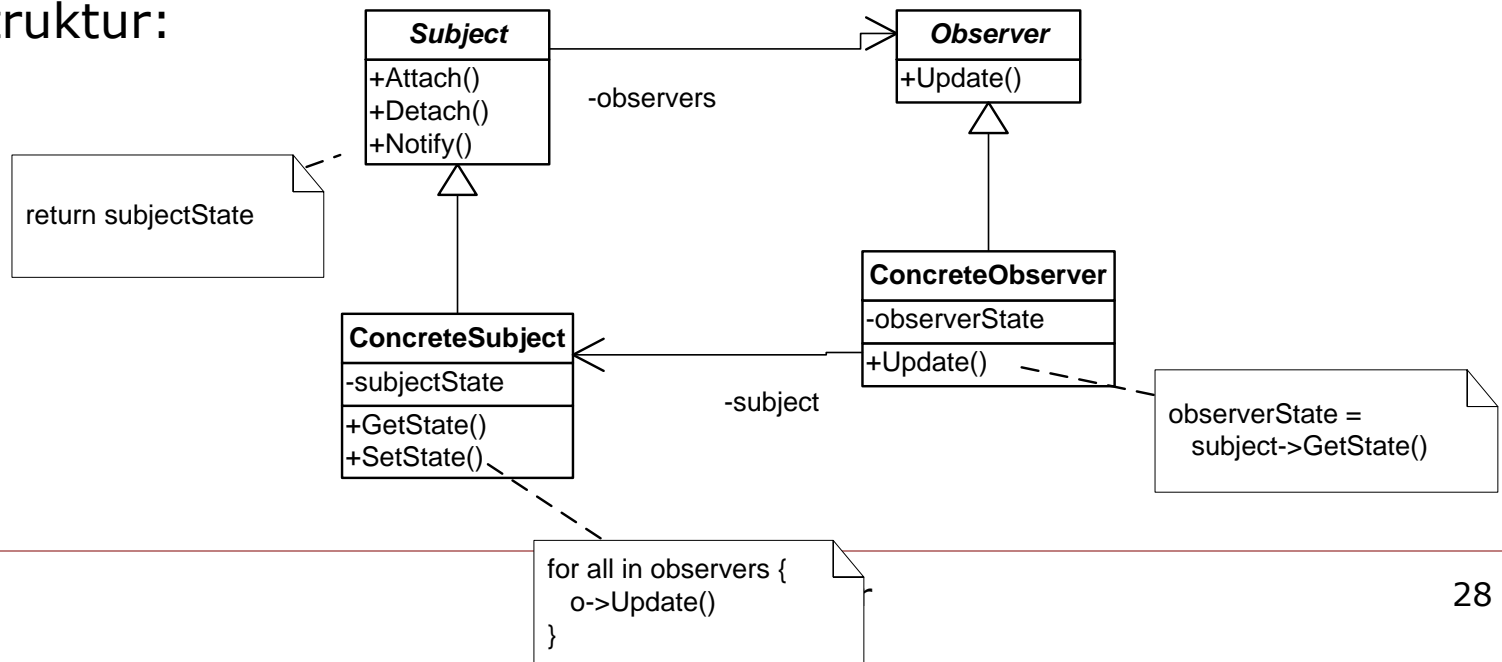 truktur:
Subject
+Attach()
+Detach()
+Notify()
-observers
Observer
+Update()
return subjectState
ConcreteSubject
-subjectState
+GetState()
+SetState()
-subject
ConcreteObserver
-observerState
+Update()
observerState =
subject->GetState()
for all in observers {
o->Update()
}
28